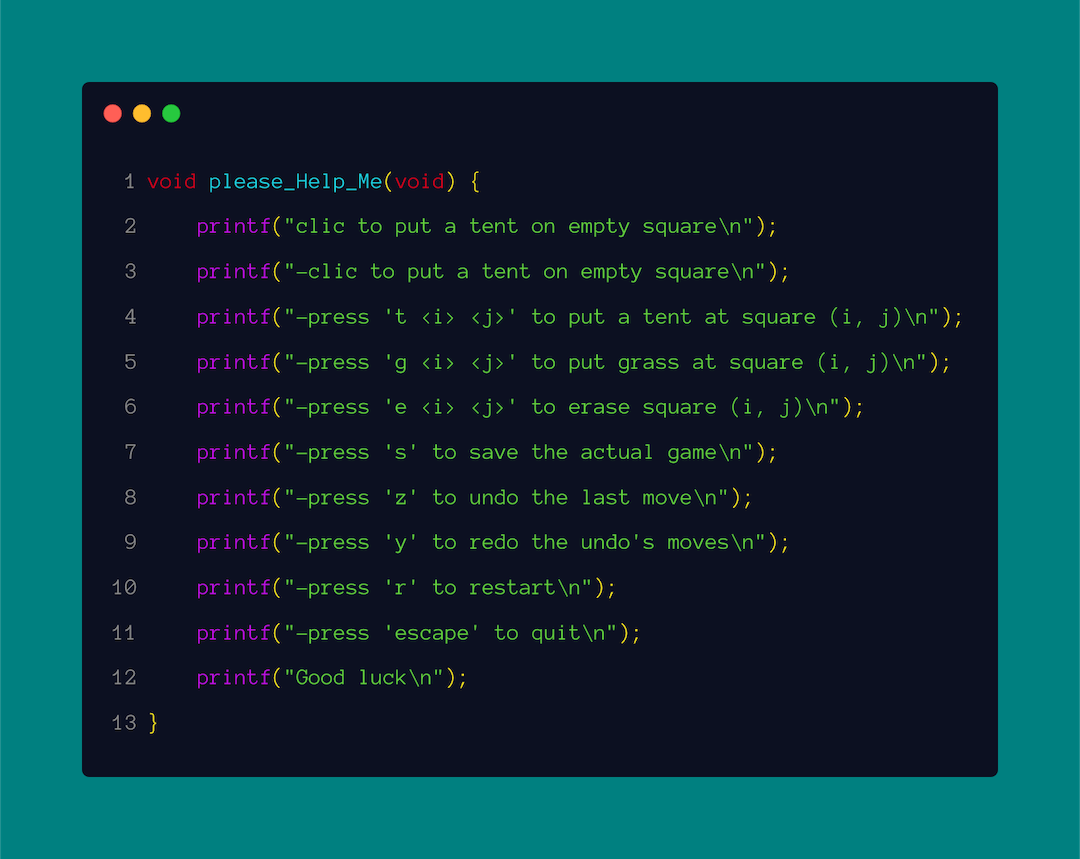 1 void please_Help_Me(void) {
2     printf("clic to put a tent on empty square\n");
3     printf("-clic to put a tent on empty square\n");
4     printf("-press 't <i> <j>' to put a tent at square (i, j)\n");
5     printf("-press 'g <i> <j>' to put grass at square (i, j)\n");
6     printf("-press 'e <i> <j>' to erase square (i, j)\n");
7     printf("-press 's' to save the actual game\n");
8     printf("-press 'z' to undo the last move\n");
9     printf("-press 'y' to redo the undo's moves\n");
10     printf("-press 'r' to restart\n");
11     printf("-press 'escape' to quit\n");
12     printf("Good luck\n");
13 }